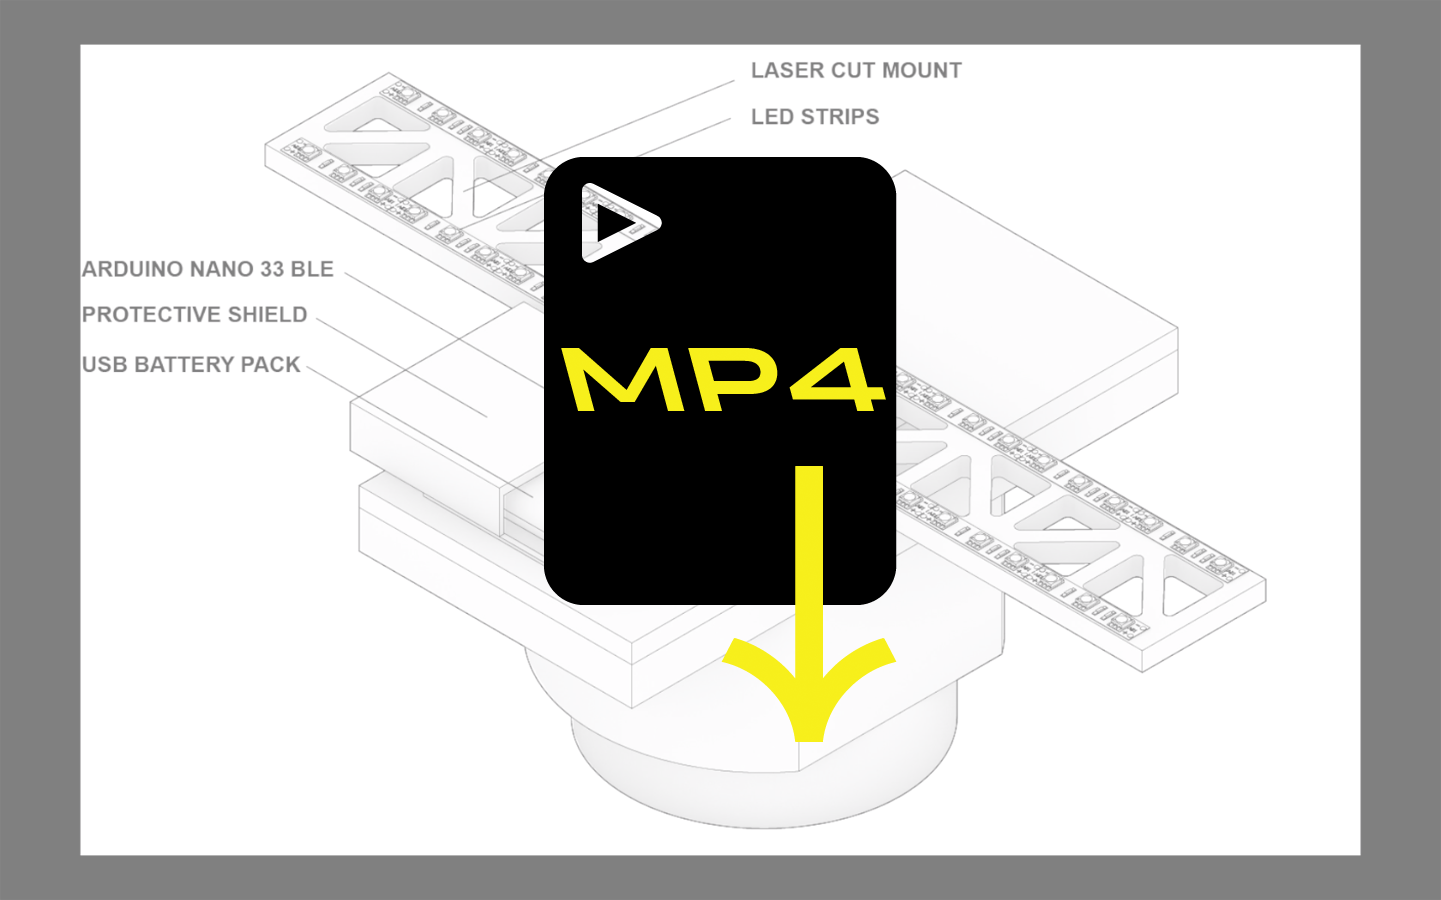 LASER CUT MOUNT
LED STRIPS
ARDUINO NANO 33 BLE
PROTECTIVE SHIELD
USB BATTERY PACK
MP4